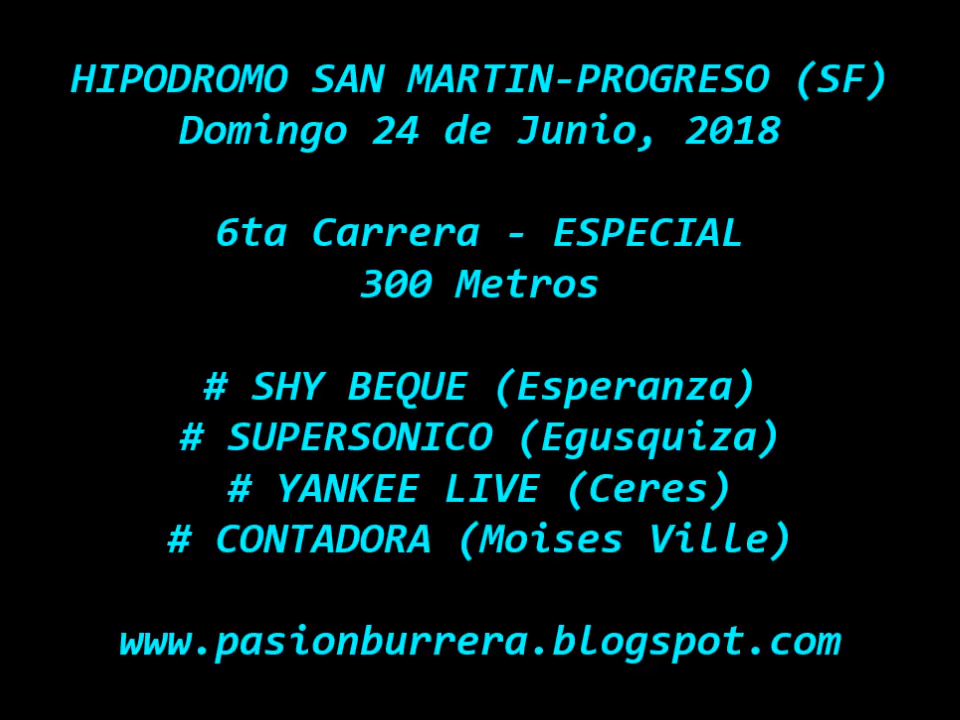 HIPODROMO SAN MARTIN-PROGRESO (SF)
Domingo 24 de Junio, 2018
6ta Carrera - ESPECIAL
300 Metros
# SHY BEQUE (Esperanza)
# SUPERSONICO (Egusquiza)
# YANKEE LIVE (Ceres)
# CONTADORA (Moises Ville)
www.pasionburrera.blogspot.com